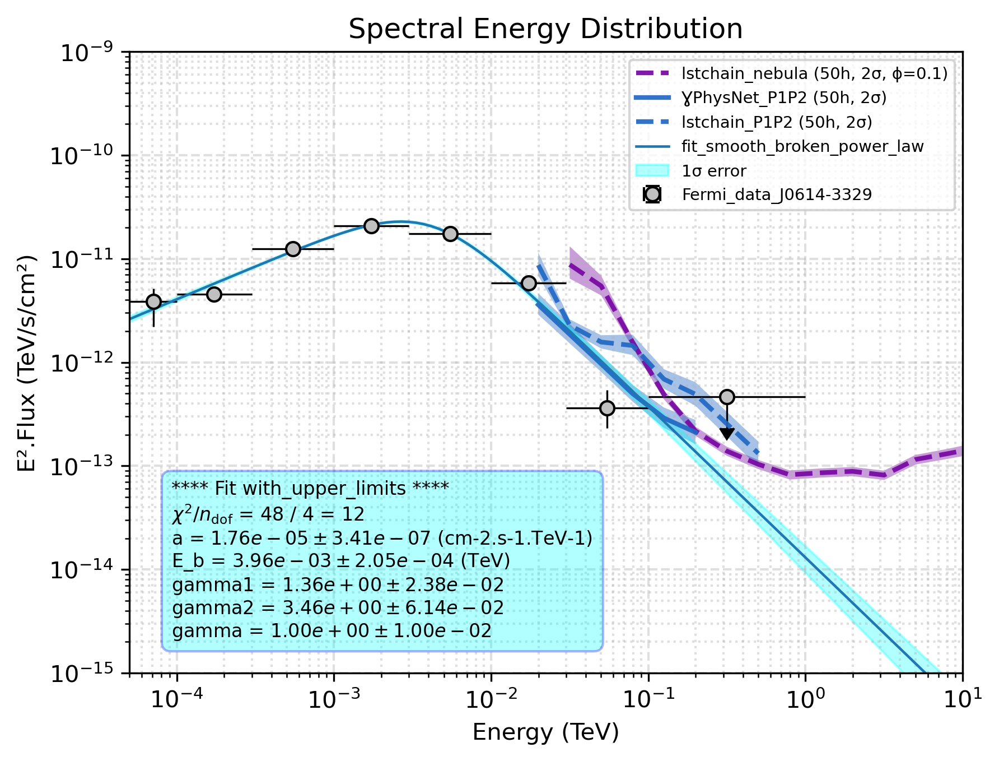 Spectral Energy Distribution
10⁻⁹
10⁻¹⁰
10⁻¹¹
10⁻¹²
10⁻¹³
10⁻¹⁴
10⁻¹⁵
E².Flux (TeV/s/cm²)
lstchain_nebula (50h, 2σ, ϕ=0.1)
ƔPhysNet_P1P2 (50h, 2σ)
lstchain_P1P2 (50h, 2σ)
fit_smooth_broken_power_law
1σ error
Fermi_data_J0614-3329
**** Fit with_upper_limits ****
χ²/n_dof = 48 / 4 = 12
a = 1.76e − 05 ± 3.41e − 07 (cm-2.s-1.TeV-1)
E_b = 3.96e − 03 ± 2.05e − 04 (TeV)
gamma1 = 1.36e + 00 ± 2.38e − 02
gamma2 = 3.46e + 00 ± 6.14e − 02
gamma = 1.00e + 00 ± 1.00e − 02
10⁻⁴ 10⁻³ 10⁻² 10⁻¹ 10⁰ 10¹
Energy (TeV)